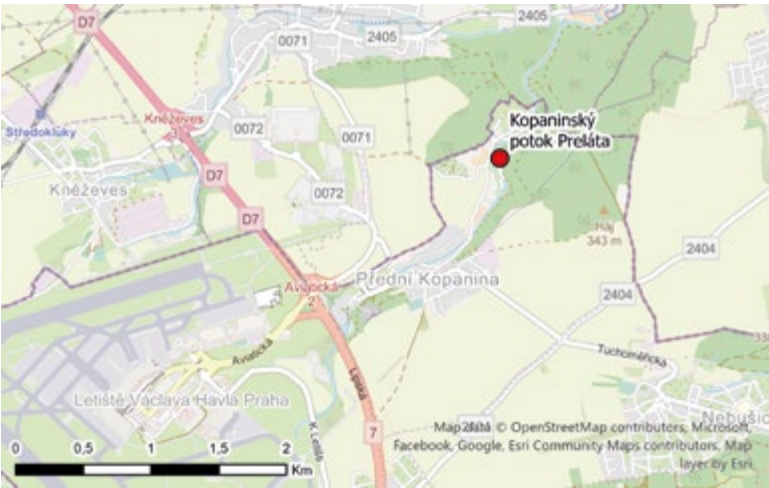 2405
D7
0071
2405
Kněževes
3
0072
Kopaninský
potok Preláta
Středokluky
0071
D7
Kněževes
0072
D7
Háj
343 m
2404
Přední Kopanina
Aviatická
2
2404
Aviatická
Tuchoměřická
Lipská
Letiště Václava Havla Praha
K Letišti
Nebušic
7
Map data © OpenStreetMap contributors, Microsoft,
Facebook, Google, Esri Community Maps contributors, Map
layer by Esri
0 0,5 1 1,5 2
Km